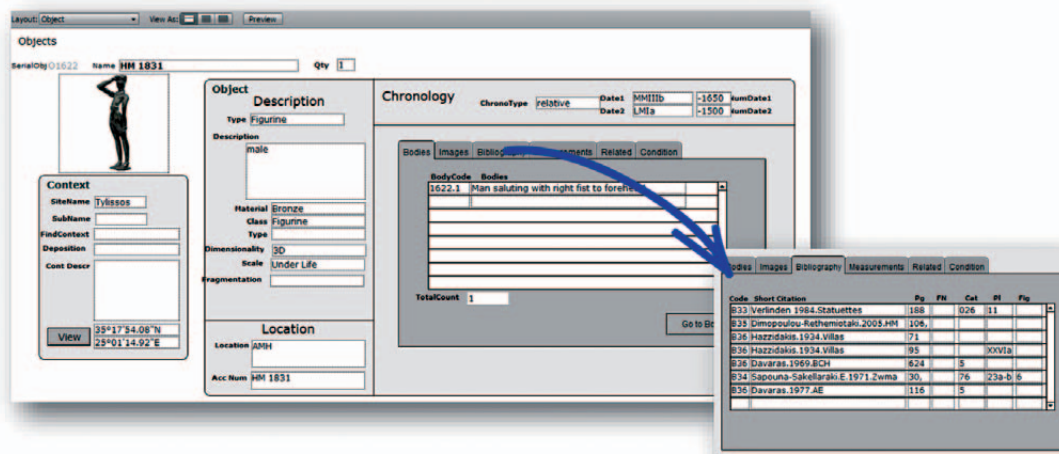 Layout: Object View As: Preview
Objects
SerialObj O1622 Name HM 1831 Qty 1
Context
SiteName Tylissos
SubName
FindContext
Deposition
Cont Descr
View 35°17'54.08"N
25°01'14.92"E
Object
Description
Type Figurine
Description
male
Material Bronze
Class Figurine
Type
Dimensionality 3D
Scale Under Life
Fragmentation
Location
Location AMH
Acc Num HM 1831
Chronology
ChronoType relative
Date1 MMIIIb -1650 NumDate1
Date2 LMIa -1500 NumDate2
Bodies Images Bibliography Measurements Related Condition
BodyCode Bodies
1622.1 Man saluting with right fist to
TotalCount 1
Go to
Bodies Images Bibliography Measurements Related Condition
Code Short Citation Pg FN Cat Pl Fig
B33 Verlinden 1984.Statuettes 188 026 11
B35 Dimopoulou-Rethemiotaki.2005.HM 106,
B36 Hazzidakis.1934.Villas 71
B36 Hazzidakis.1934.Villas 95 XXVIa
B36 Davaras.1969.BCH 624 5
B34 Sapouna-Sakellaraki.E.1971.Zwma 30, 76 23a-b 6
B36 Davaras.1977.AE 116 5